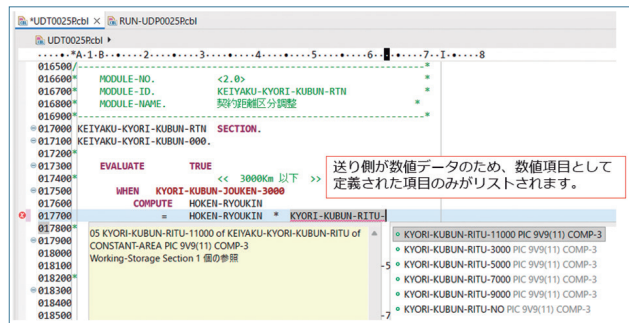 *UDT0025Rcbl × RUN-UDP0025Rcbl
UDT0025Rcbl
*A-1-B 2 3 4 5 6 7 I 8
016500/*
016600* MODULE-NO. <2.0> *
016700* MODULE-ID. KEIYAKU-KYORI-KUBUN-RTN *
016800* MODULE-NAME. 契約距離区分調整 *
016900*
017000 KEIYAKU-KYORI-KUBUN-RTN SECTION.
017100 KEIYAKU-KYORI-KUBUN-000.
017200*
017300 EVALUATE TRUE
017400* << 3000Km 以下 >>
017500 WHEN KYORI-KUBUN-JOUKEN-3000
017600 COMPUTE HOKEN-RYOUKIN
017700 = HOKEN-RYOUKIN * KYORI-KUBUN-RITU-
送り側が数値データのため、数値項目として
定義された項目のみがリストされます。
017800*
017900
018000
018100 -5
018200*
018300
018400
018500 -7
05 KYORI-KUBUN-RITU-11000 of KEIYAKU-KYORI-KUBUN-RITU of
CONSTANT-AREA PIC 9V9(11) COMP-3
Working-Storage Section 1 個の参照
KYORI-KUBUN-RITU-11000 PIC 9V9(11) COMP-3
KYORI-KUBUN-RITU-3000 PIC 9V9(11) COMP-3
KYORI-KUBUN-RITU-5000 PIC 9V9(11) COMP-3
KYORI-KUBUN-RITU-7000 PIC 9V9(11) COMP-3
KYORI-KUBUN-RITU-9000 PIC 9V9(11) COMP-3
KYORI-KUBUN-RITU-NO PIC 9V9(11) COMP-3